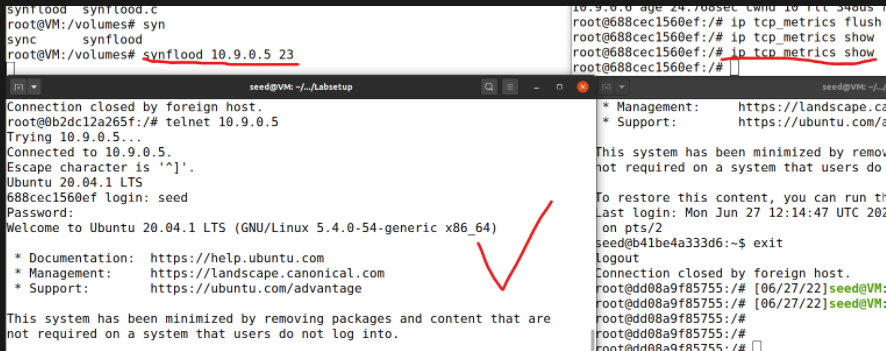 synflood  synflood.c
root@VM:/volumes# syn
sync      synflood
root@VM:/volumes# synflood 10.9.0.5 23
10.9.0.6 age 24.768sec cwnd 10 rtt 348us
root@688cec1560ef:/# ip tcp_metrics flush
root@688cec1560ef:/# ip tcp_metrics show
root@688cec1560ef:/# ip tcp_metrics show
root@688cec1560ef:/#
seed@VM: ~/.../Labsetup
Connection closed by foreign host.
root@0b2dc12a265f:/# telnet 10.9.0.5
Trying 10.9.0.5...
Connected to 10.9.0.5.
Escape character is '^]'.
Ubuntu 20.04.1 LTS
688cec1560ef login: seed
Password:
Welcome to Ubuntu 20.04.1 LTS (GNU/Linux 5.4.0-54-generic x86_64)
 * Documentation:  https://help.ubuntu.com
 * Management:     https://landscape.canonical.com
 * Support:        https://ubuntu.com/advantage
This system has been minimized by removing packages and content that are
not required on a system that users do not log into.
seed@VM: ~/.../
 * Management:     https://landscape.ca
 * Support:        https://ubuntu.com/a
This system has been minimized by remov
not required on a system that users do
To restore this content, you can run th
Last login: Mon Jun 27 12:14:47 UTC 202
 on pts/2
seed@b41be4a333d6:~$ exit
logout
Connection closed by foreign host.
root@dd08a9f85755:/# [06/27/22]seed@VM:
root@dd08a9f85755:/# [06/27/22]seed@VM:
root@dd08a9f85755:/#
root@dd08a9f85755:/#
root@dd08a9f85755:/#